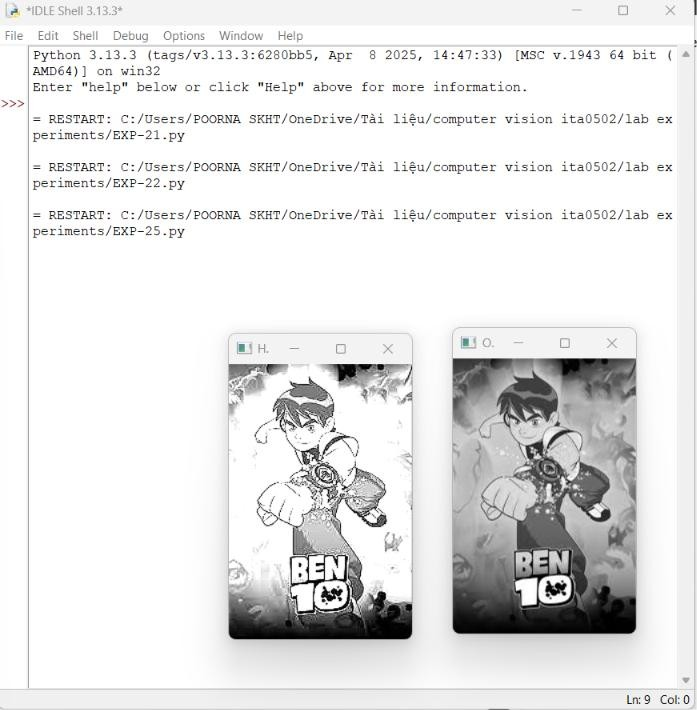 *IDLE Shell 3.13.3*
File Edit Shell Debug Options Window Help
Python 3.13.3 (tags/v3.13.3:6280bb5, Apr  8 2025, 14:47:33) [MSC v.1943 64 bit (
AMD64)] on win32
Enter "help" below or click "Help" above for more information.
>>>
= RESTART: C:/Users/POORNA SKHT/OneDrive/Tài liệu/computer vision ita0502/lab ex
periments/EXP-21.py
= RESTART: C:/Users/POORNA SKHT/OneDrive/Tài liệu/computer vision ita0502/lab ex
periments/EXP-22.py
= RESTART: C:/Users/POORNA SKHT/OneDrive/Tài liệu/computer vision ita0502/lab ex
periments/EXP-25.py
H.
BEN
10
O.
BEN
10
Ln: 9 Col: 0